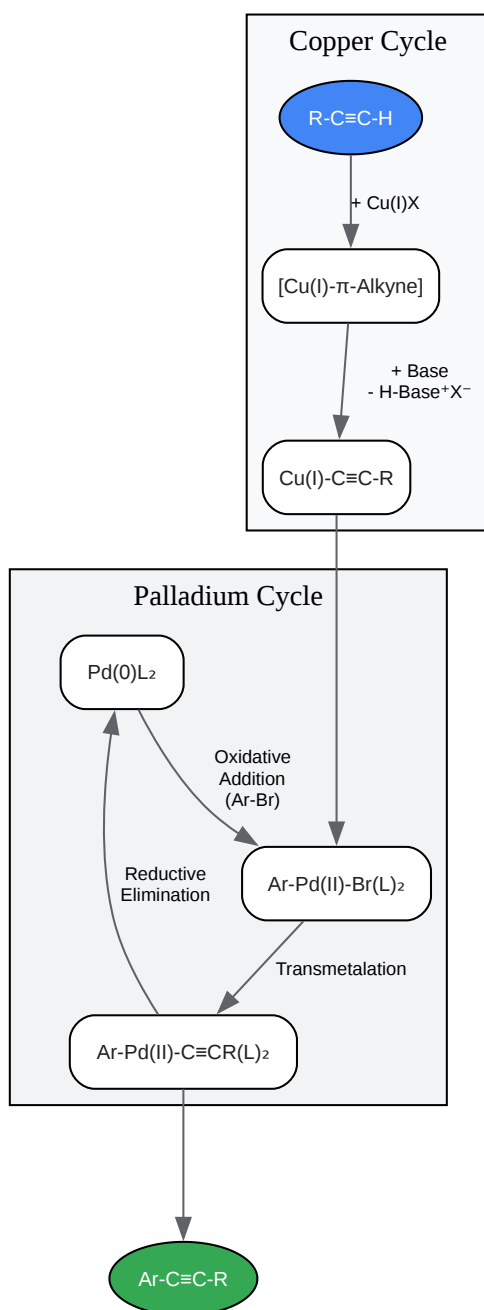 Copper Cycle
R-C≡C-H
+ Cu(I)X
[Cu(I)-π-Alkyne]
+ Base
- H-Base⁺X⁻
Cu(I)-C≡C-R
Palladium Cycle
Pd(0)L₂
Oxidative
Addition
(Ar-Br)
Reductive
Elimination
Ar-Pd(II)-Br(L)₂
Transmetalation
Ar-Pd(II)-C≡CR(L)₂
Ar-C≡C-R